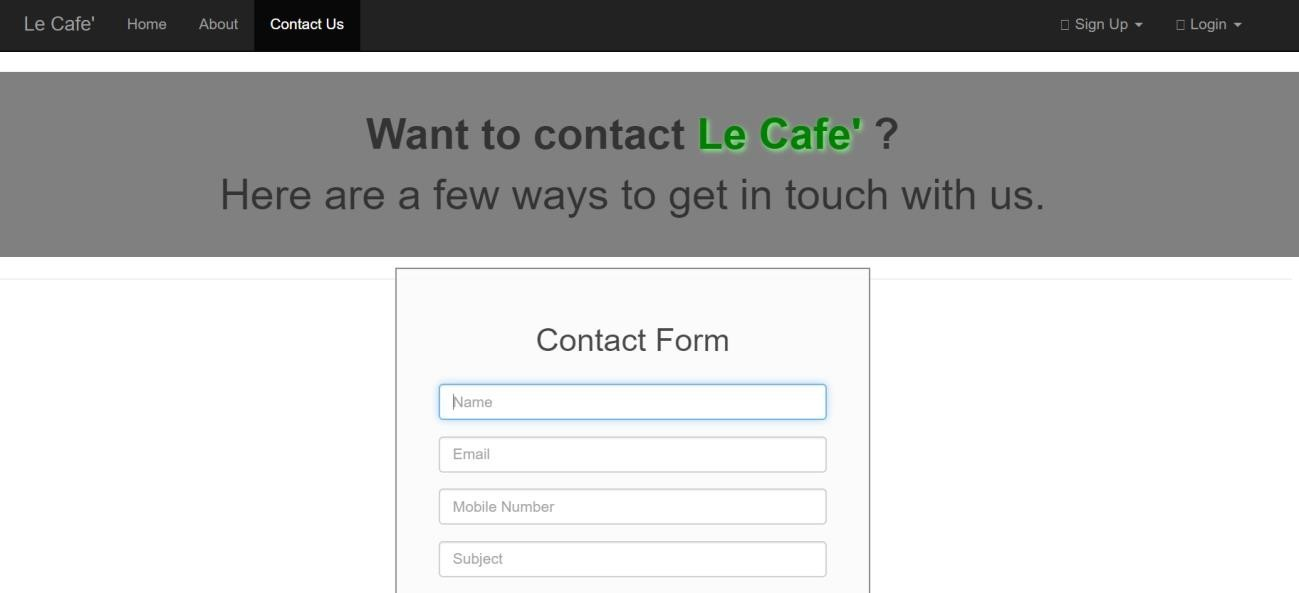 Le Cafe' Home About Contact Us Sign Up Login
Want to contact Le Cafe' ?
Here are a few ways to get in touch with us.
Contact Form
Name
Email
Mobile Number
Subject